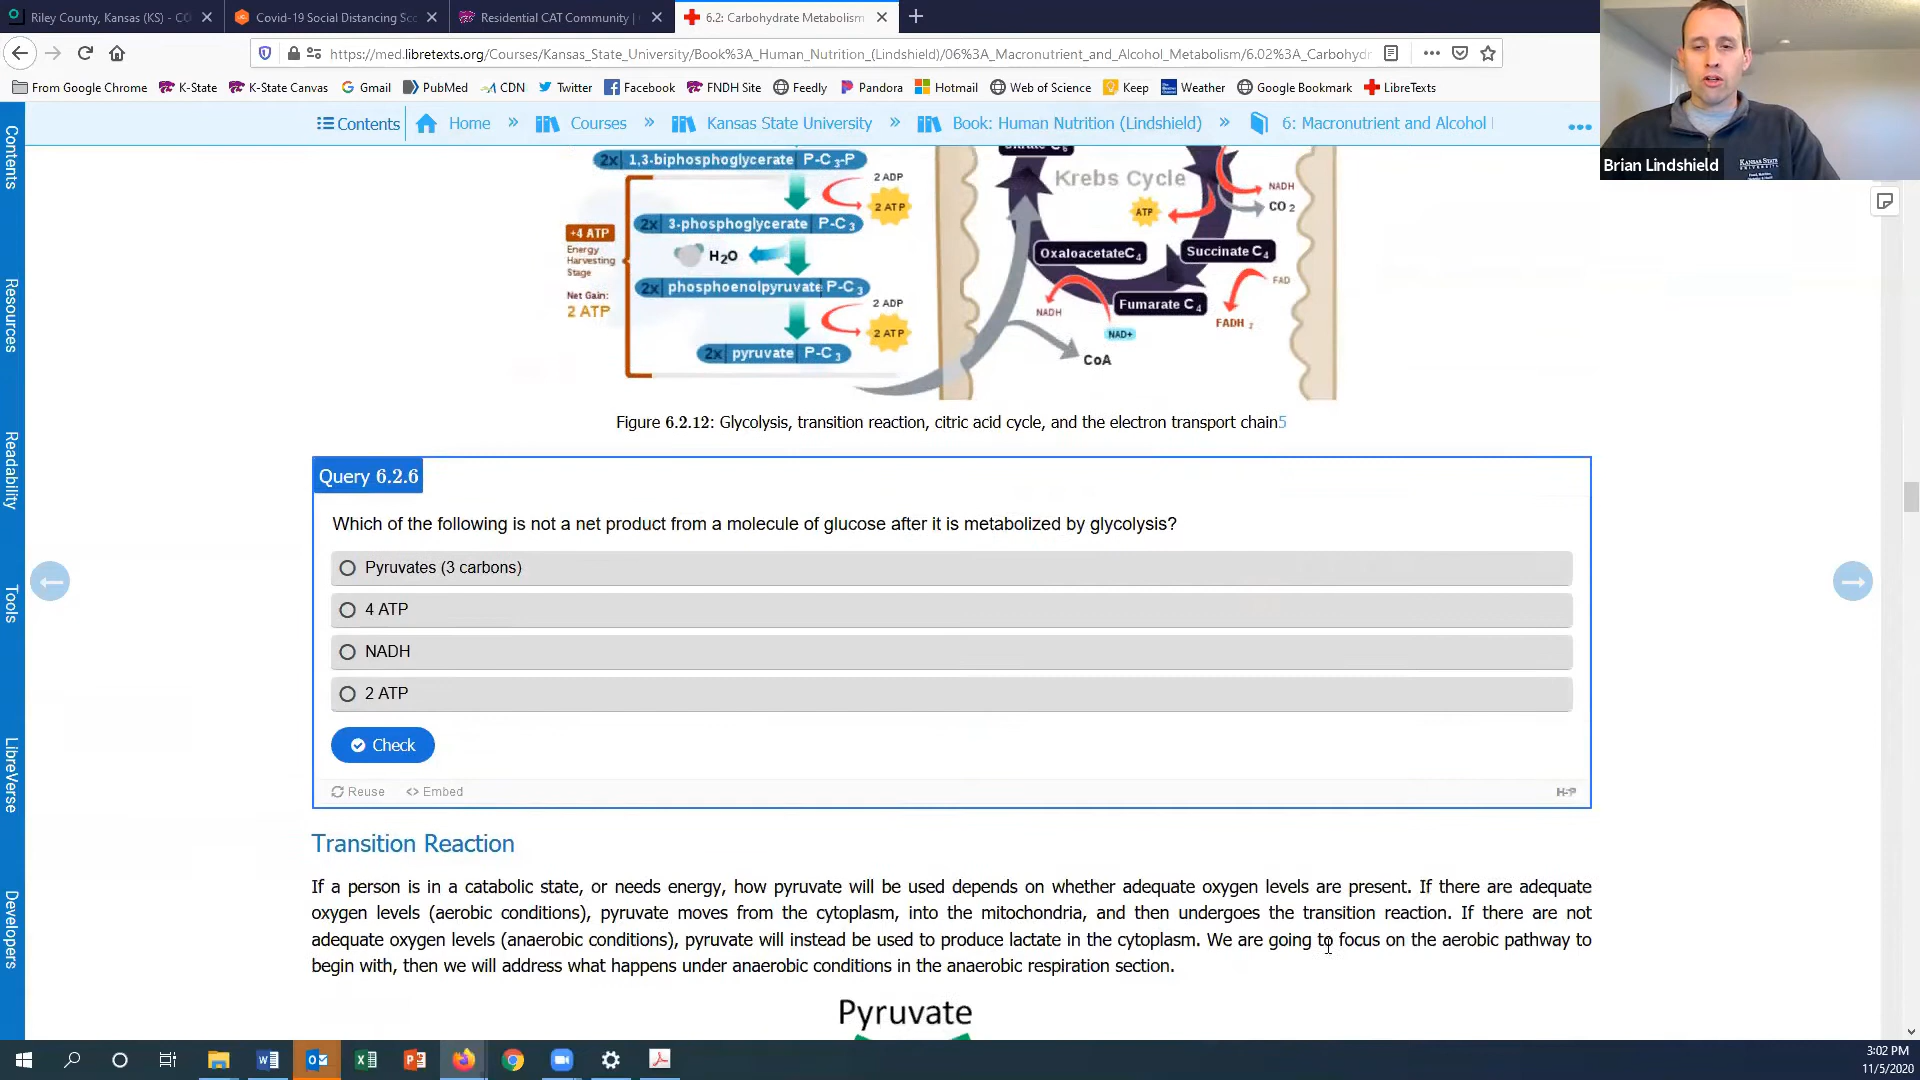 Riley County, Kansas (KS) - CO
Covid-19 Social Distancing Sco
Residential CAT Community |
6.2: Carbohydrate Metabolism
https://med.libretexts.org/Courses/Kansas_State_University/Book%3A_Human_Nutrition_(Lindshield)/06%3A_Macronutrient_and_Alcohol_Metabolism/6.02%3A_Carbohydr
From Google Chrome
K-State
K-State Canvas
Gmail
PubMed
CDN
Twitter
Facebook
FNDH Site
Feedly
Pandora
Hotmail
Web of Science
Keep
Weather
Google Bookmark
LibreTexts
Brian Lindshield
KANSAS STATE
Contents
Home » Courses » Kansas State University » Book: Human Nutrition (Lindshield) » 6: Macronutrient and Alcohol
Contents
Resources
Readability
Tools
LibreVerse
Developers
2x 1,3-biphosphoglycerate P-C3-P
2 ADP
2 ATP
2x 3-phosphoglycerate P-C3
+4 ATP
Energy
Harvesting
Stage
Net Gain:
2 ATP
H2O
2x phosphoenolpyruvate P-C3
2 ADP
2 ATP
2x pyruvate P-C3
Krebs Cycle
NADH
CO2
ATP
Oxaloacetate C4
Succinate C4
FAD
FADH2
Fumarate C4
NADH
NAD+
CoA
Figure 6.2.12: Glycolysis, transition reaction, citric acid cycle, and the electron transport chain5
Query 6.2.6
Which of the following is not a net product from a molecule of glucose after it is metabolized by glycolysis?
Pyruvates (3 carbons)
4 ATP
NADH
2 ATP
Check
Reuse
Embed
H5P
Transition Reaction
If a person is in a catabolic state, or needs energy, how pyruvate will be used depends on whether adequate oxygen levels are present. If there are adequate
oxygen levels (aerobic conditions), pyruvate moves from the cytoplasm, into the mitochondria, and then undergoes the transition reaction. If there are not
adequate oxygen levels (anaerobic conditions), pyruvate will instead be used to produce lactate in the cytoplasm. We are going to focus on the aerobic pathway to
begin with, then we will address what happens under anaerobic conditions in the anaerobic respiration section.
Pyruvate
3:02 PM
11/5/2020